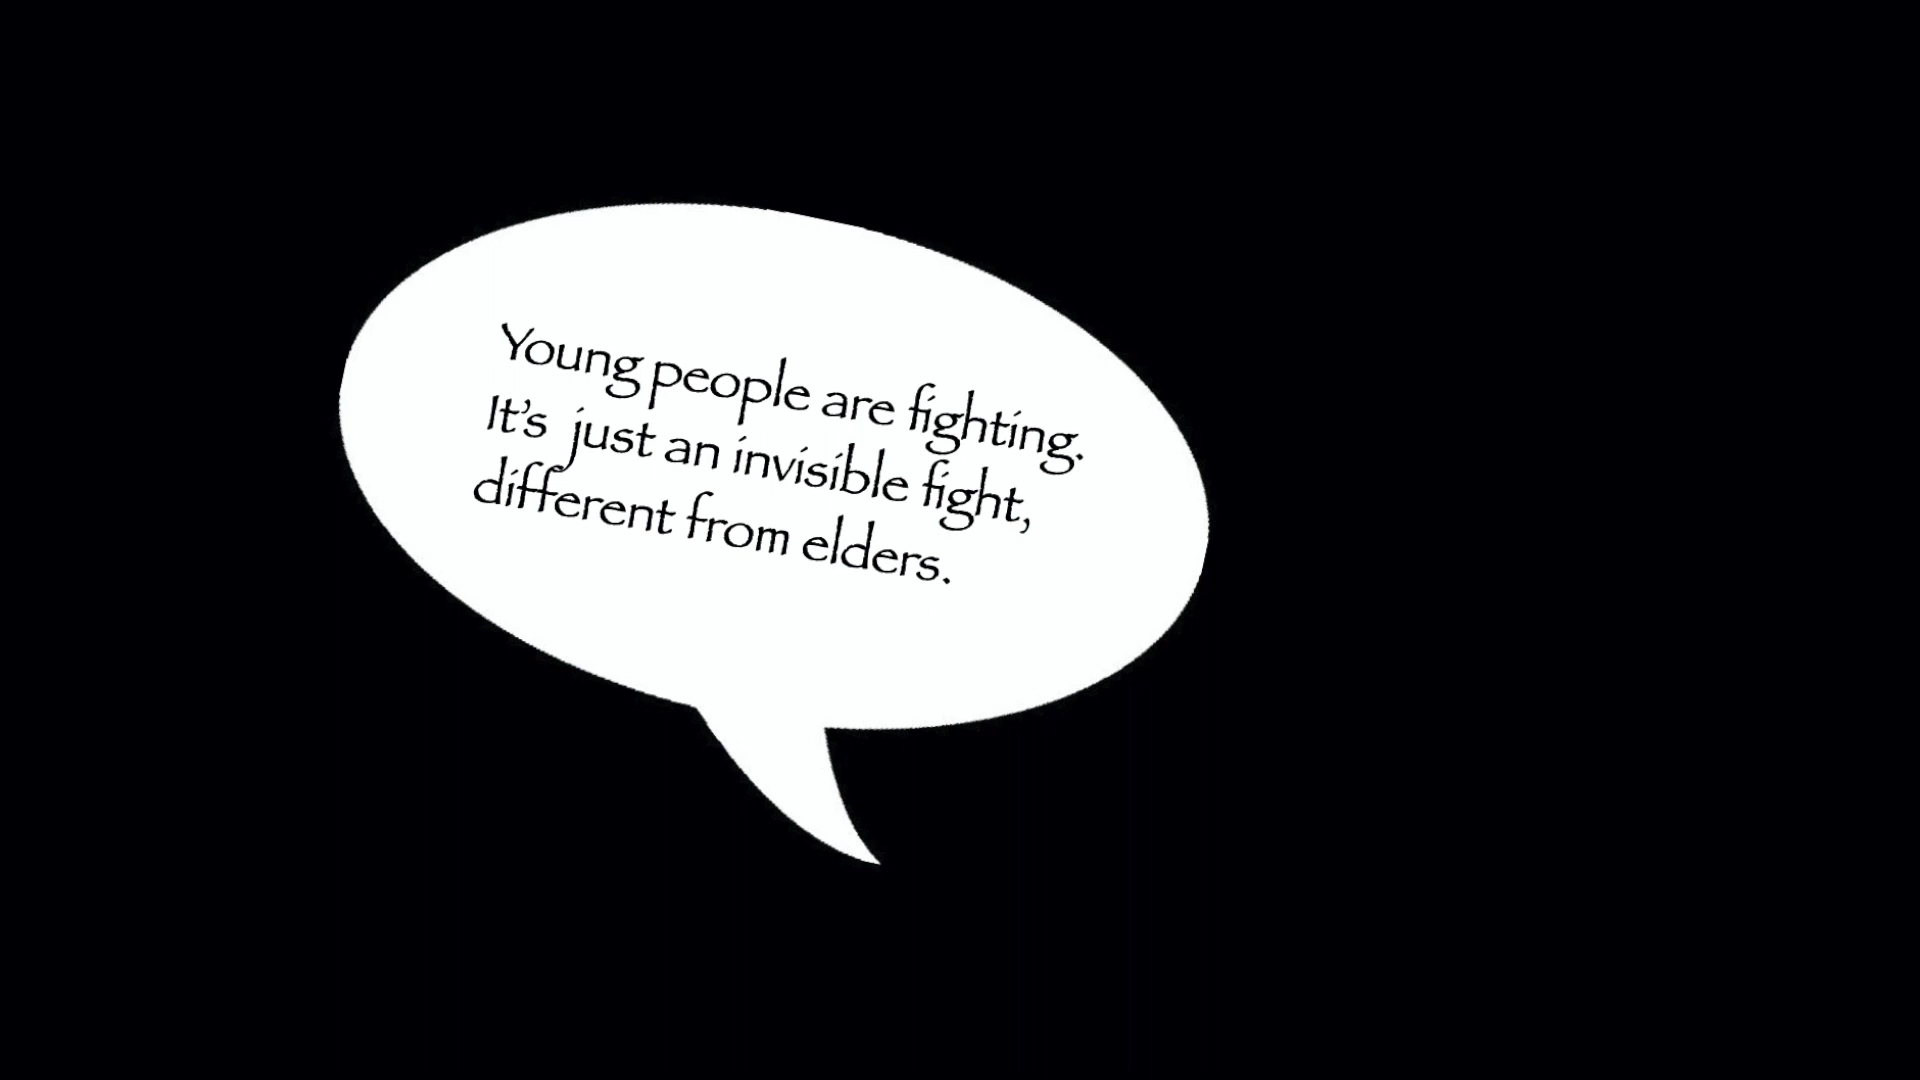 Young people are fighting.
It's just an invisible fight,
different from elders.